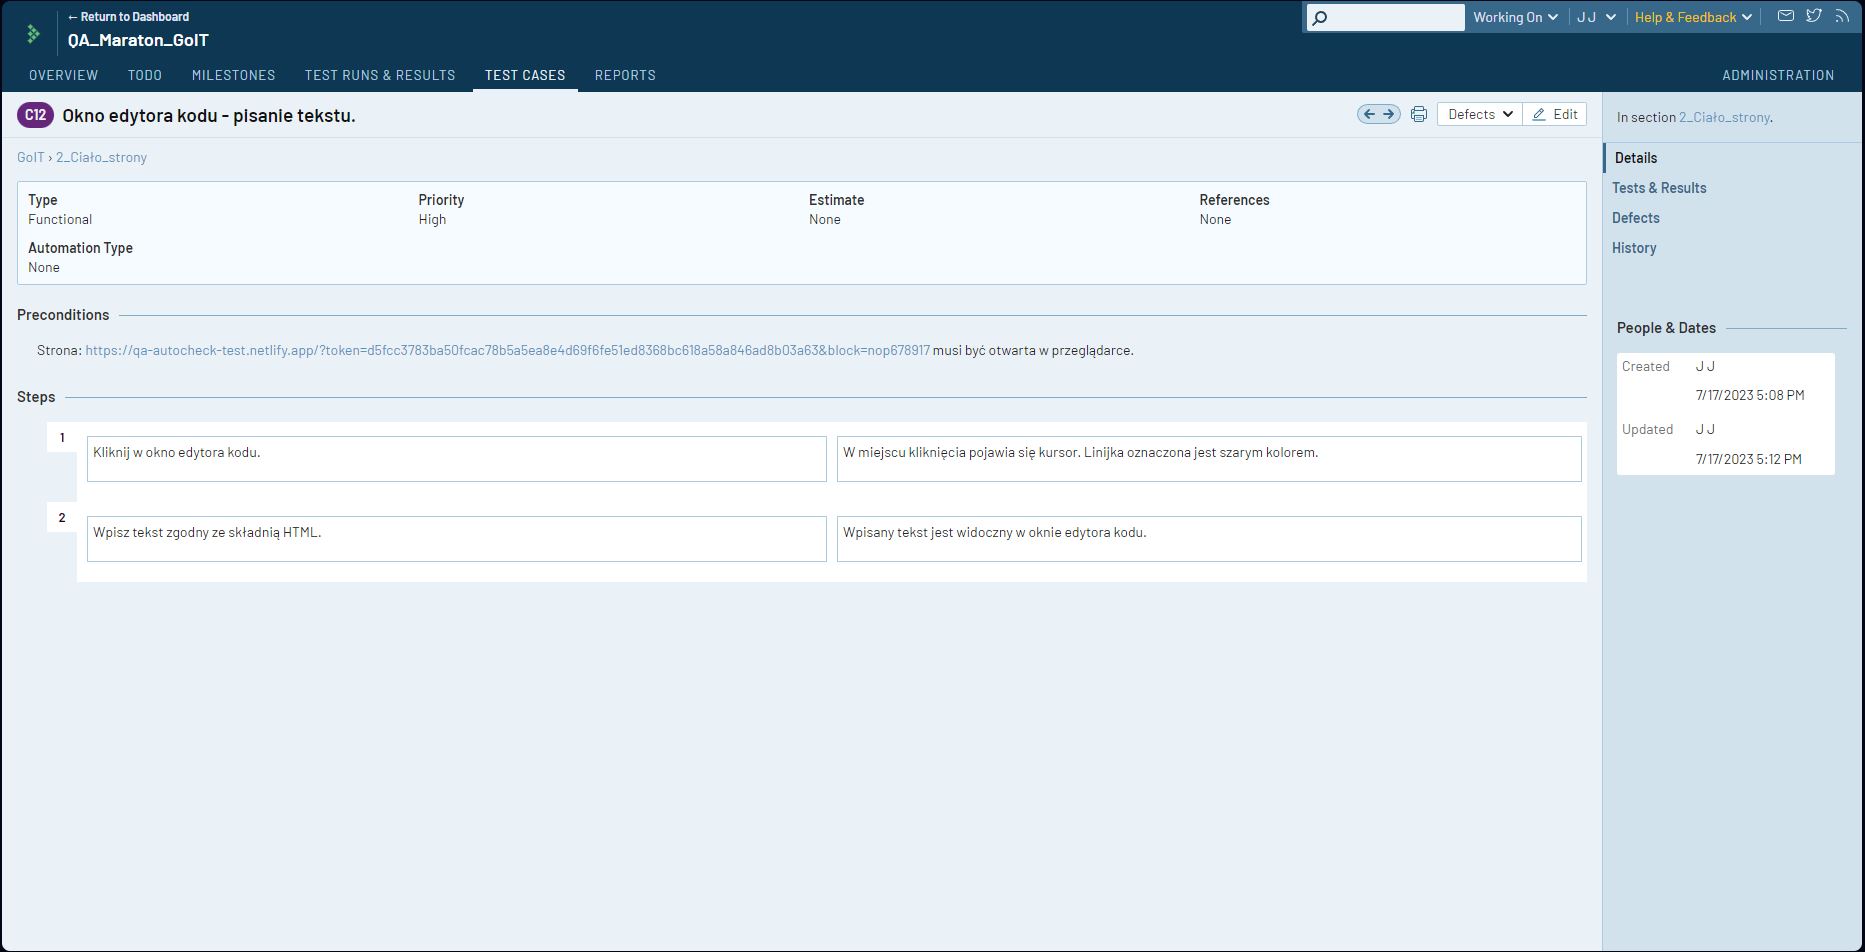 ← Return to Dashboard
QA_Maraton_GoIT
Working On
J J
Help & Feedback
OVERVIEW
TODO
MILESTONES
TEST RUNS & RESULTS
TEST CASES
REPORTS
ADMINISTRATION
C12
Okno edytora kodu - pisanie tekstu.
Defects
Edit
GoIT › 2_Ciało_strony
Type
Functional
Priority
High
Estimate
None
References
None
Automation Type
None
Preconditions
Strona: https://qa-autocheck-test.netlify.app/?token=d5fcc3783ba50fcac78b5a5ea8e4d69f6fe51ed8368bc618a58a846ad8b03a63&block=nop678917 musi być otwarta w przeglądarce.
Steps
1
Kliknij w okno edytora kodu.
W miejscu kliknięcia pojawia się kursor. Linijka oznaczona jest szarym kolorem.
2
Wpisz tekst zgodny ze składnią HTML.
Wpisany tekst jest widoczny w oknie edytora kodu.
In section 2_Ciało_strony.
Details
Tests & Results
Defects
History
People & Dates
Created
J J
7/17/2023 5:08 PM
Updated
J J
7/17/2023 5:12 PM